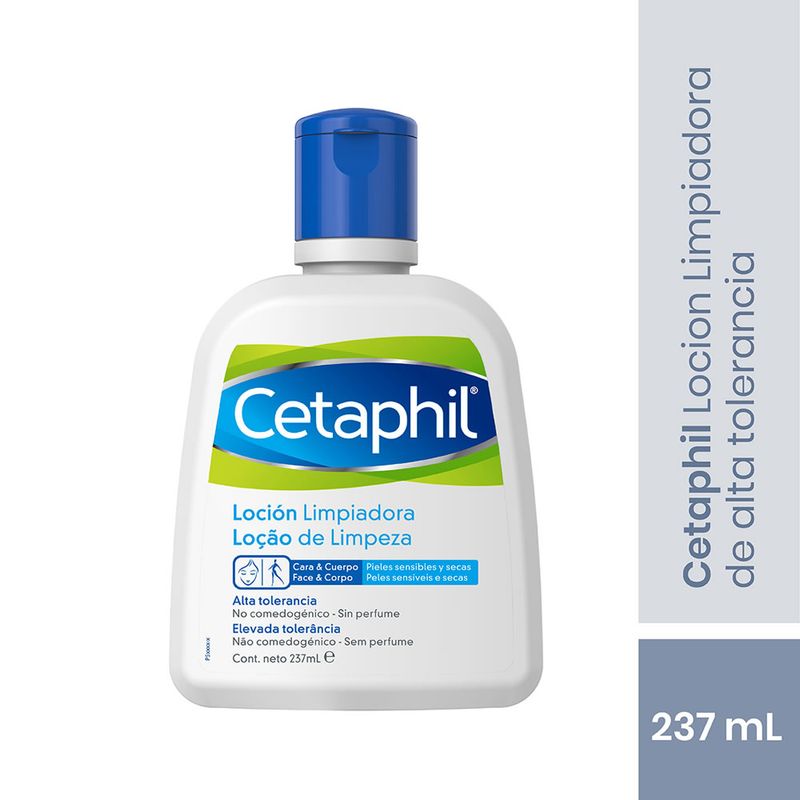 Cetaphil®
Loción Limpiadora
Loção de Limpeza
Cara & Cuerpo
Face & Corpo
Pieles sensibles y secas
Peles sensíveis e secas
Alta tolerancia
No comedogénico - Sin perfume
Elevada tolerância
Não comedogénico - Sem perfume
Cont. neto 237mL ℮
Cetaphil Locion Limpiadora
de alta tolerancia
237 mL